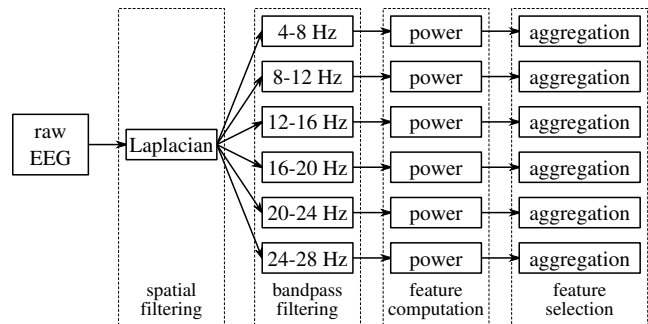 4-8 Hz power aggregation
8-12 Hz power aggregation
12-16 Hz power aggregation
raw
EEG
Laplacian
16-20 Hz power aggregation
20-24 Hz power aggregation
24-28 Hz power aggregation
spatial
filtering
bandpass
filtering
feature
computation
feature
selection